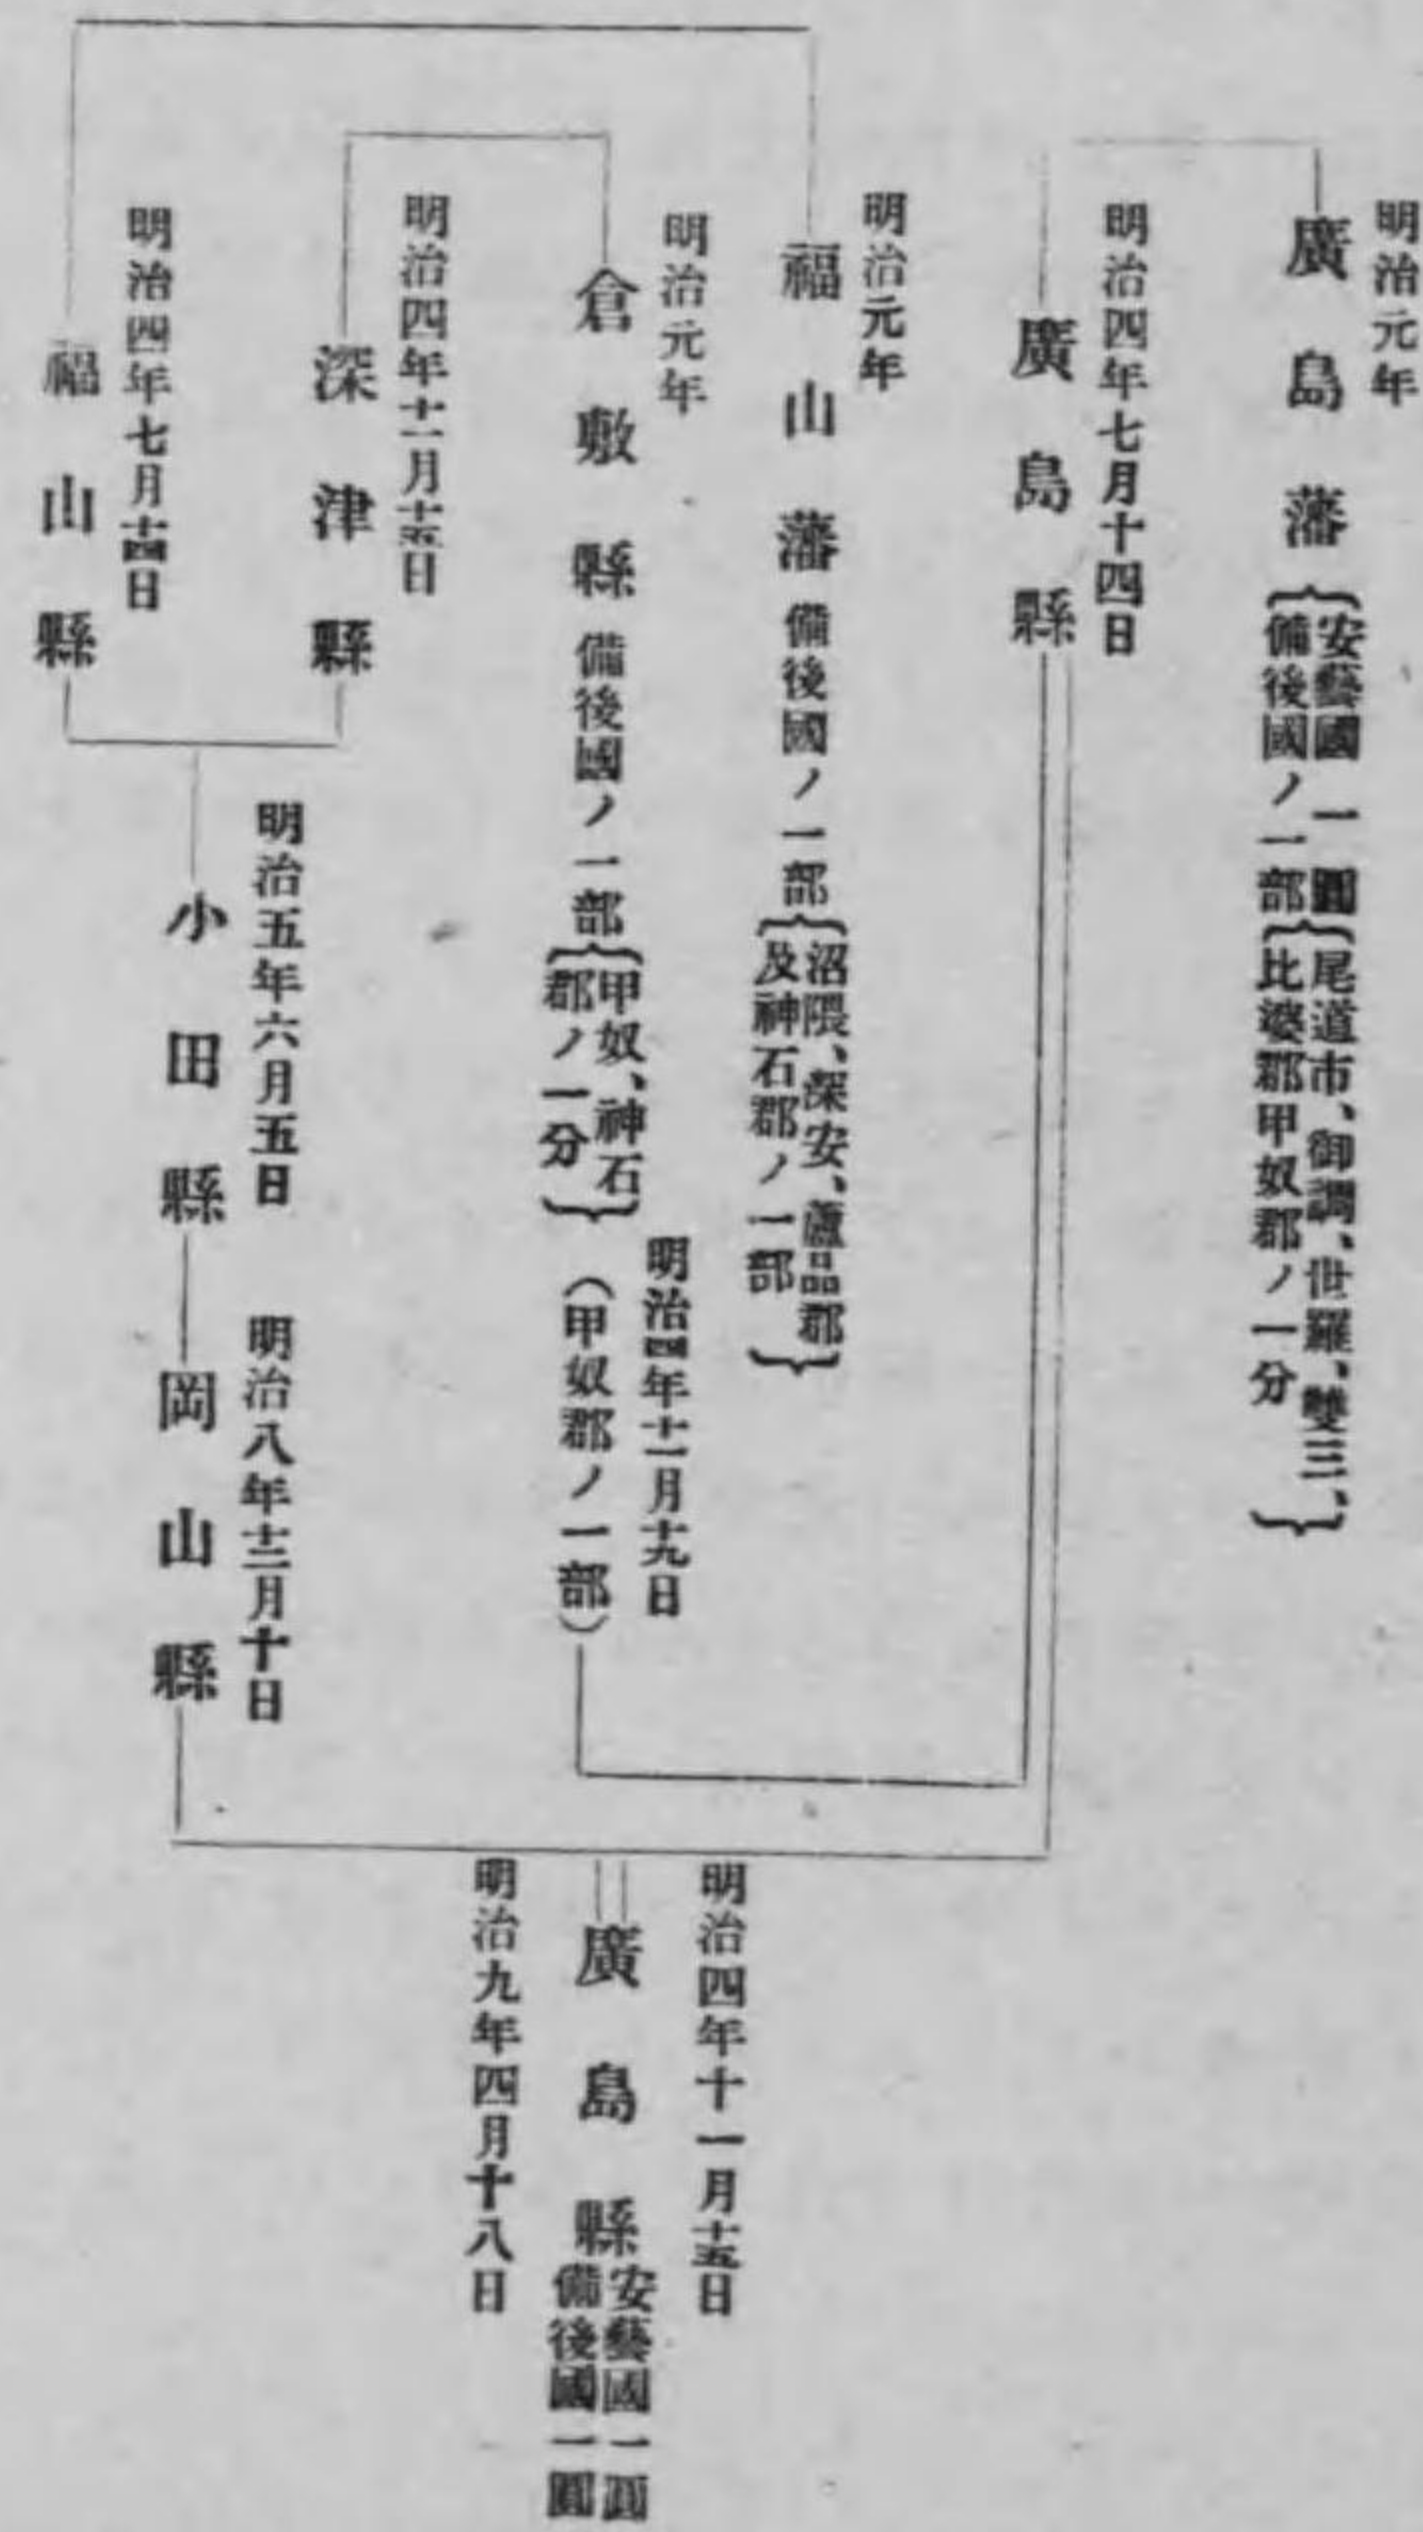 明治元年
廣島藩
安藝國一圓
備後國ノ一部
尾道市、御調、世羅、雙三、
比婆郡甲奴郡ノ一分
明治四年七月十四日
廣島縣
明治元年
福山藩
備後國ノ一部
沼隈、深安、蘆品郡
及神石郡ノ一部
明治元年
倉敷縣
備後國ノ一部
甲奴、神石
郡ノ一分
明治四年十一月十九日
(甲奴郡ノ一部)
明治四年十一月十五日
深津縣
明治四年七月十四日
福山縣
明治五年六月五日
小田縣
明治八年十二月十日
岡山縣
明治四年十一月十五日
廣島縣
安藝國一圓
備後國一圓
明治九年四月十八日